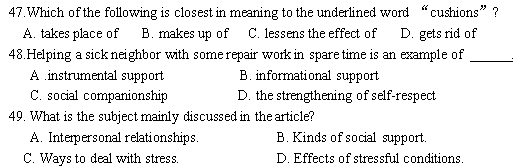 47.Which of the following is closest in meaning to the underlined word “cushions”?
A. takes place of B. makes up of C. lessens the effect of D. gets rid of
48.Helping a sick neighbor with some repair work in spare time is an example of ______.
A .instrumental support B. informational support
C. social companionship D. the strengthening of self-respect
49. What is the subject mainly discussed in the article?
A. Interpersonal relationships. B. Kinds of social support.
C. Ways to deal with stress. D. Effects of stressful conditions.